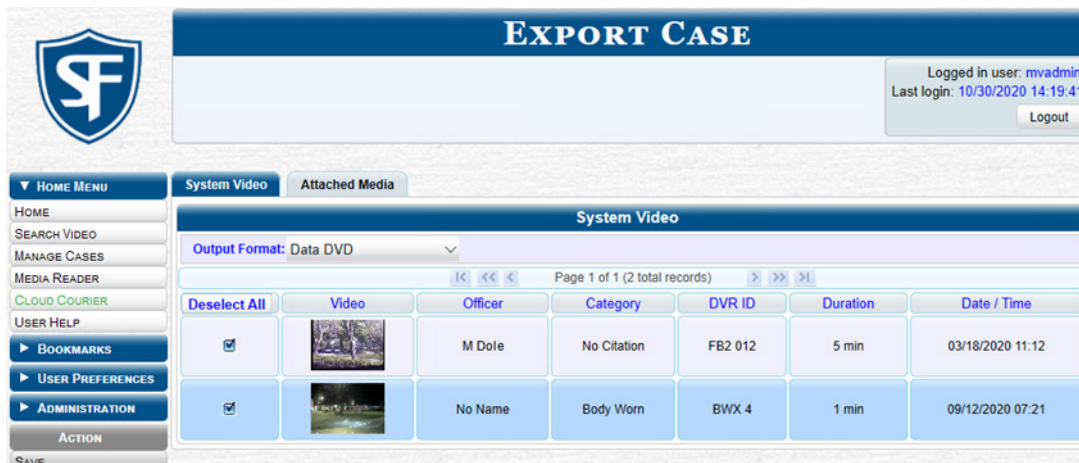 SF
EXPORT CASE
Logged in user: mvadmin
Last login: 10/30/2020 14:19:41
Logout
▼ HOME MENU
HOME
SEARCH VIDEO
MANAGE CASES
MEDIA READER
CLOUD COURIER
USER HELP
► BOOKMARKS
► USER PREFERENCES
► ADMINISTRATION
ACTION
SAVE
System Video Attached Media
System Video
Output Format: Data DVD
|< << < Page 1 of 1 (2 total records) > >> >|
Deselect All Video Officer Category DVR ID Duration Date / Time
M Dole No Citation FB2 012 5 min 03/18/2020 11:12
No Name Body Worn BWX 4 1 min 09/12/2020 07:21